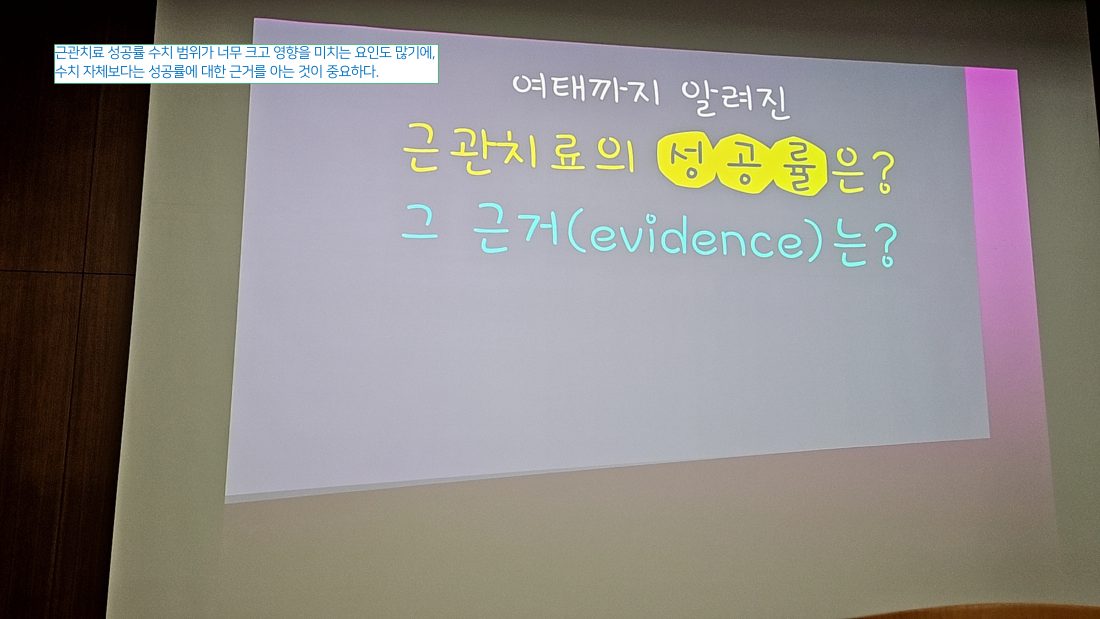 근관치료 성공률 수치 범위가 너무 크고 영향을 미치는 요인도 많기에,
수치 자체보다는 성공률에 대한 근거를 아는 것이 중요하다.
여태까지 알려진
근관치료의 성공률은?
그 근거(evidence)는?